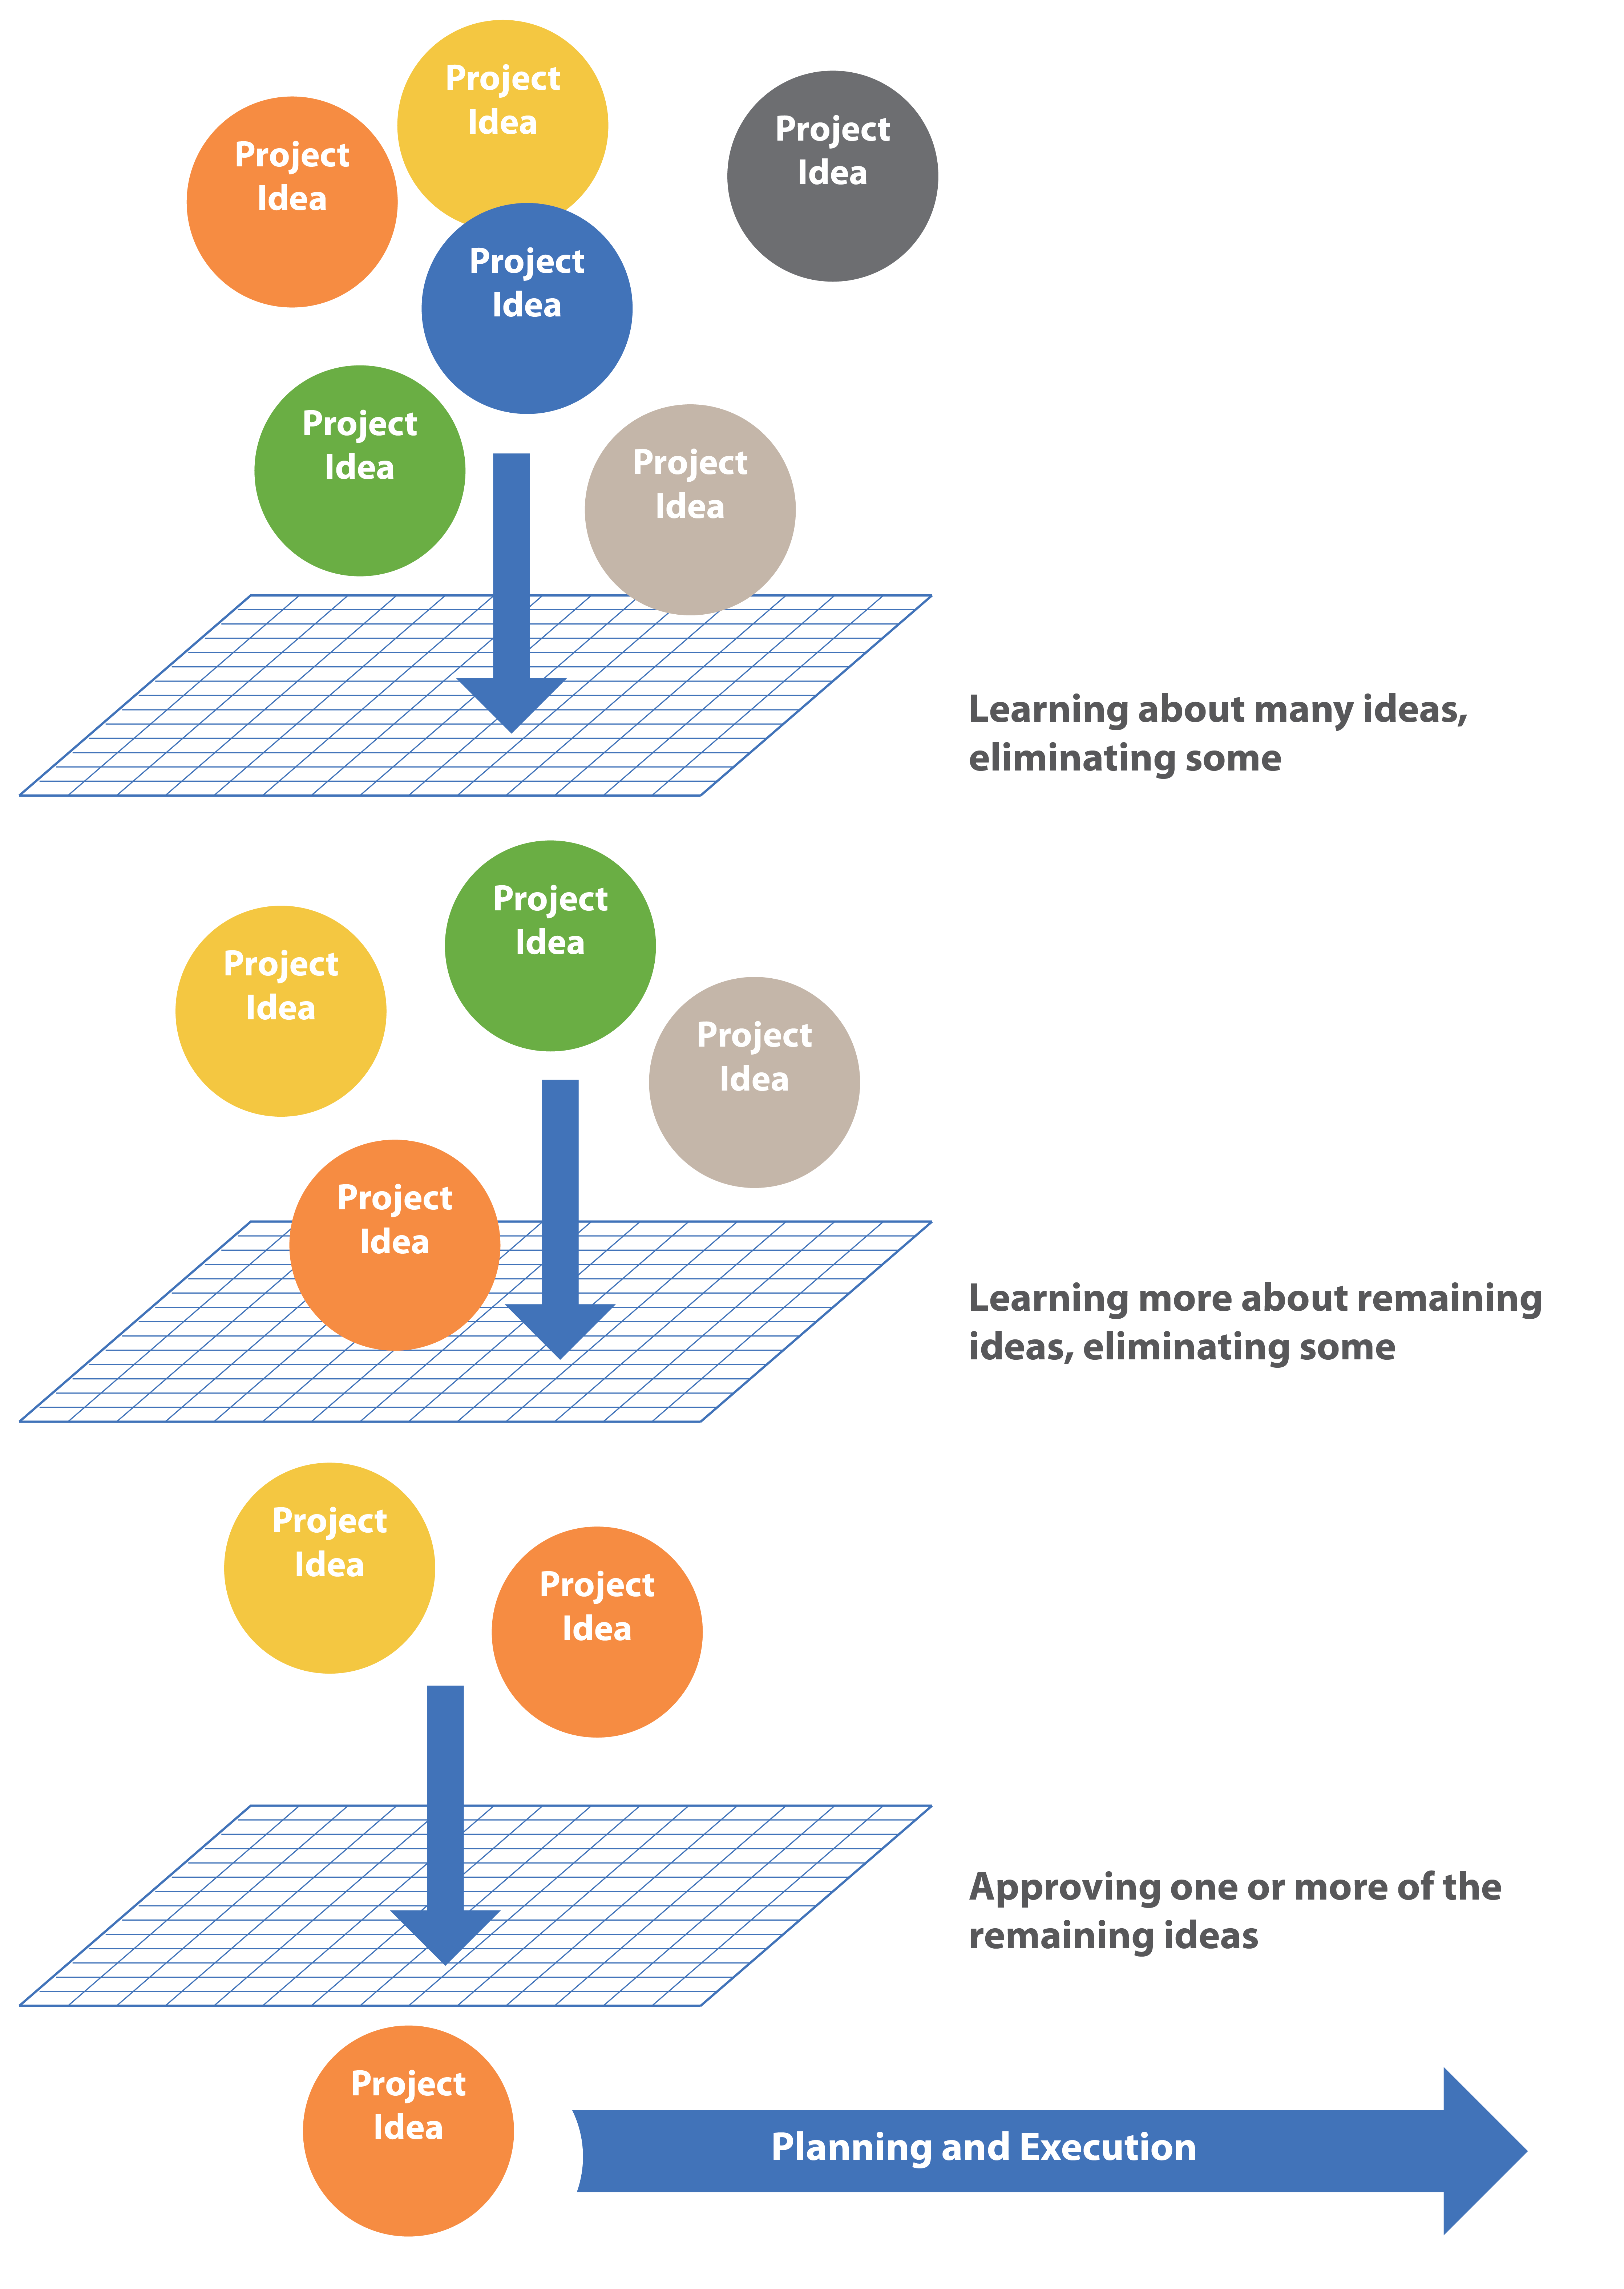 Project
Idea
Project
Idea
Project
Idea
Project
Idea
Project
Idea
Project
Idea
Learning about many ideas,
eliminating some
Project
Idea
Project
Idea
Project
Idea
Project
Idea
Learning more about remaining
ideas, eliminating some
Project
Idea
Project
Idea
Approving one or more of the
remaining ideas
Project
Idea
Planning and Execution